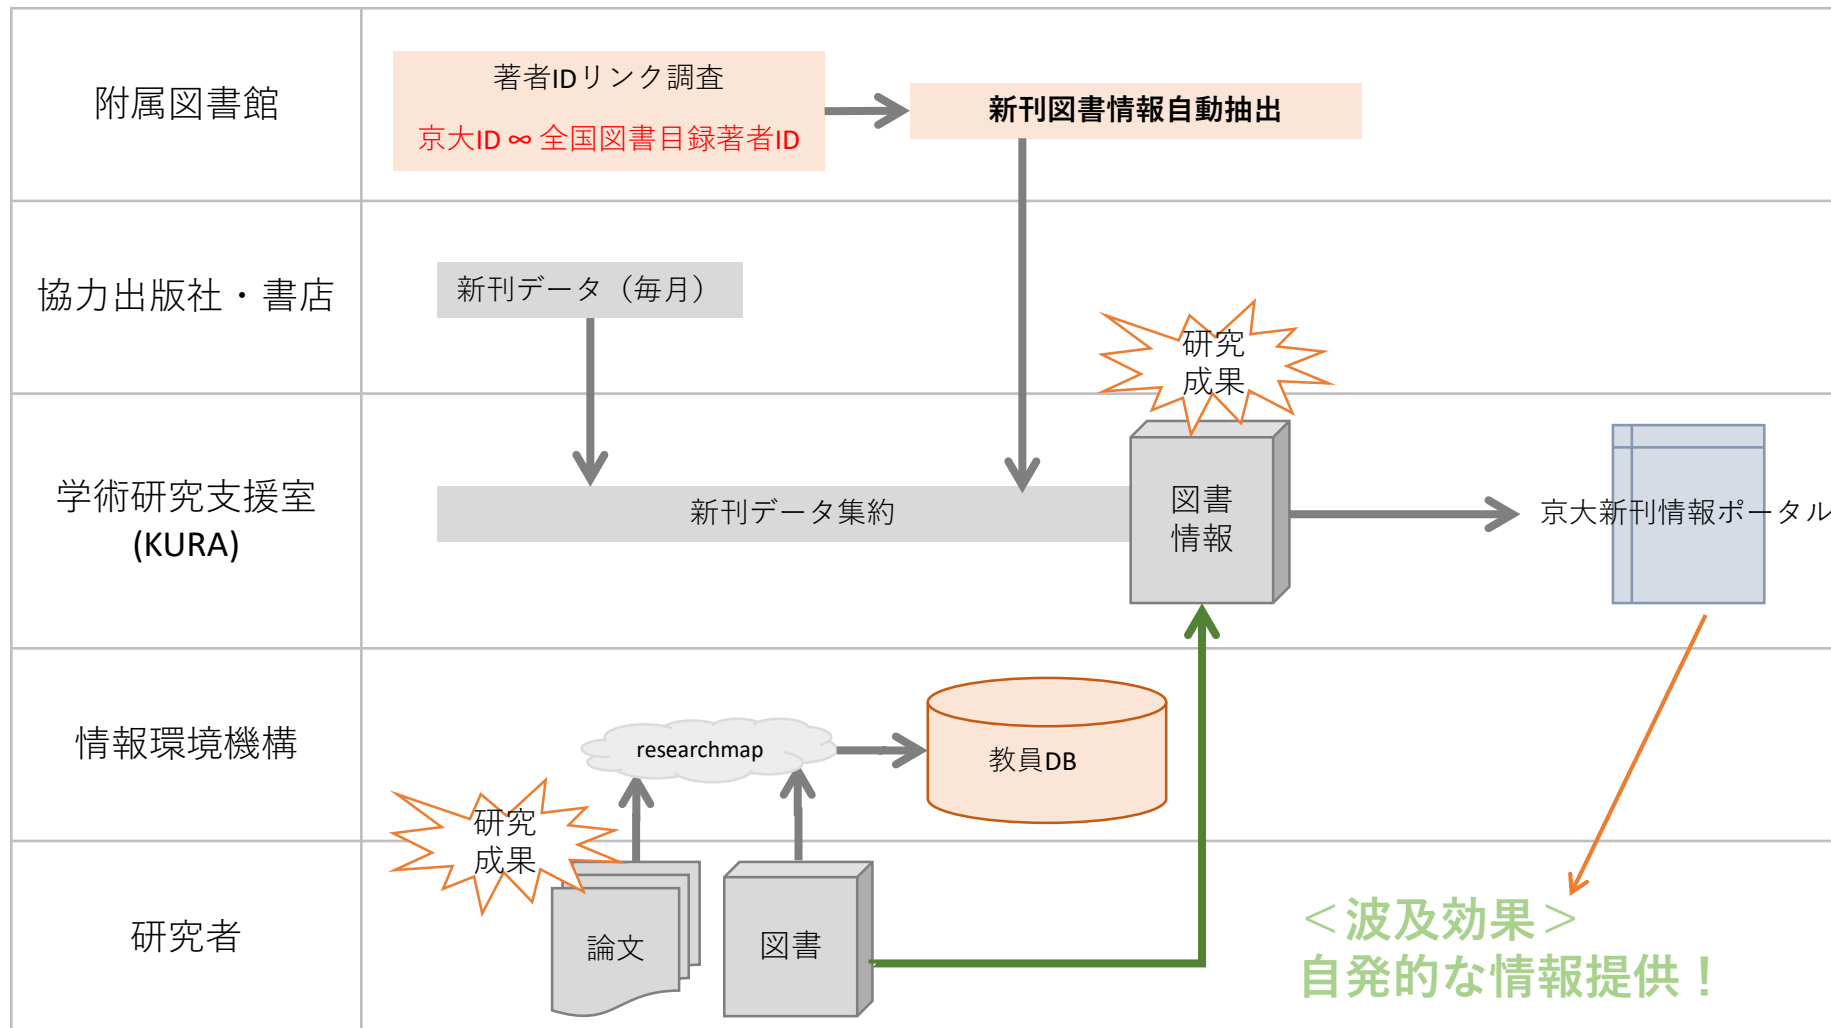 附属図書館
著者IDリンク調査
京大ID ∞ 全国図書目録著者ID
新刊図書情報自動抽出
協力出版社・書店
新刊データ（毎月）
研究
成果
学術研究支援室
(KURA)
新刊データ集約
図書
情報
京大新刊情報ポータル
情報環境機構
researchmap
教員DB
研究
成果
研究者
論文
図書
＜波及効果＞
自発的な情報提供！